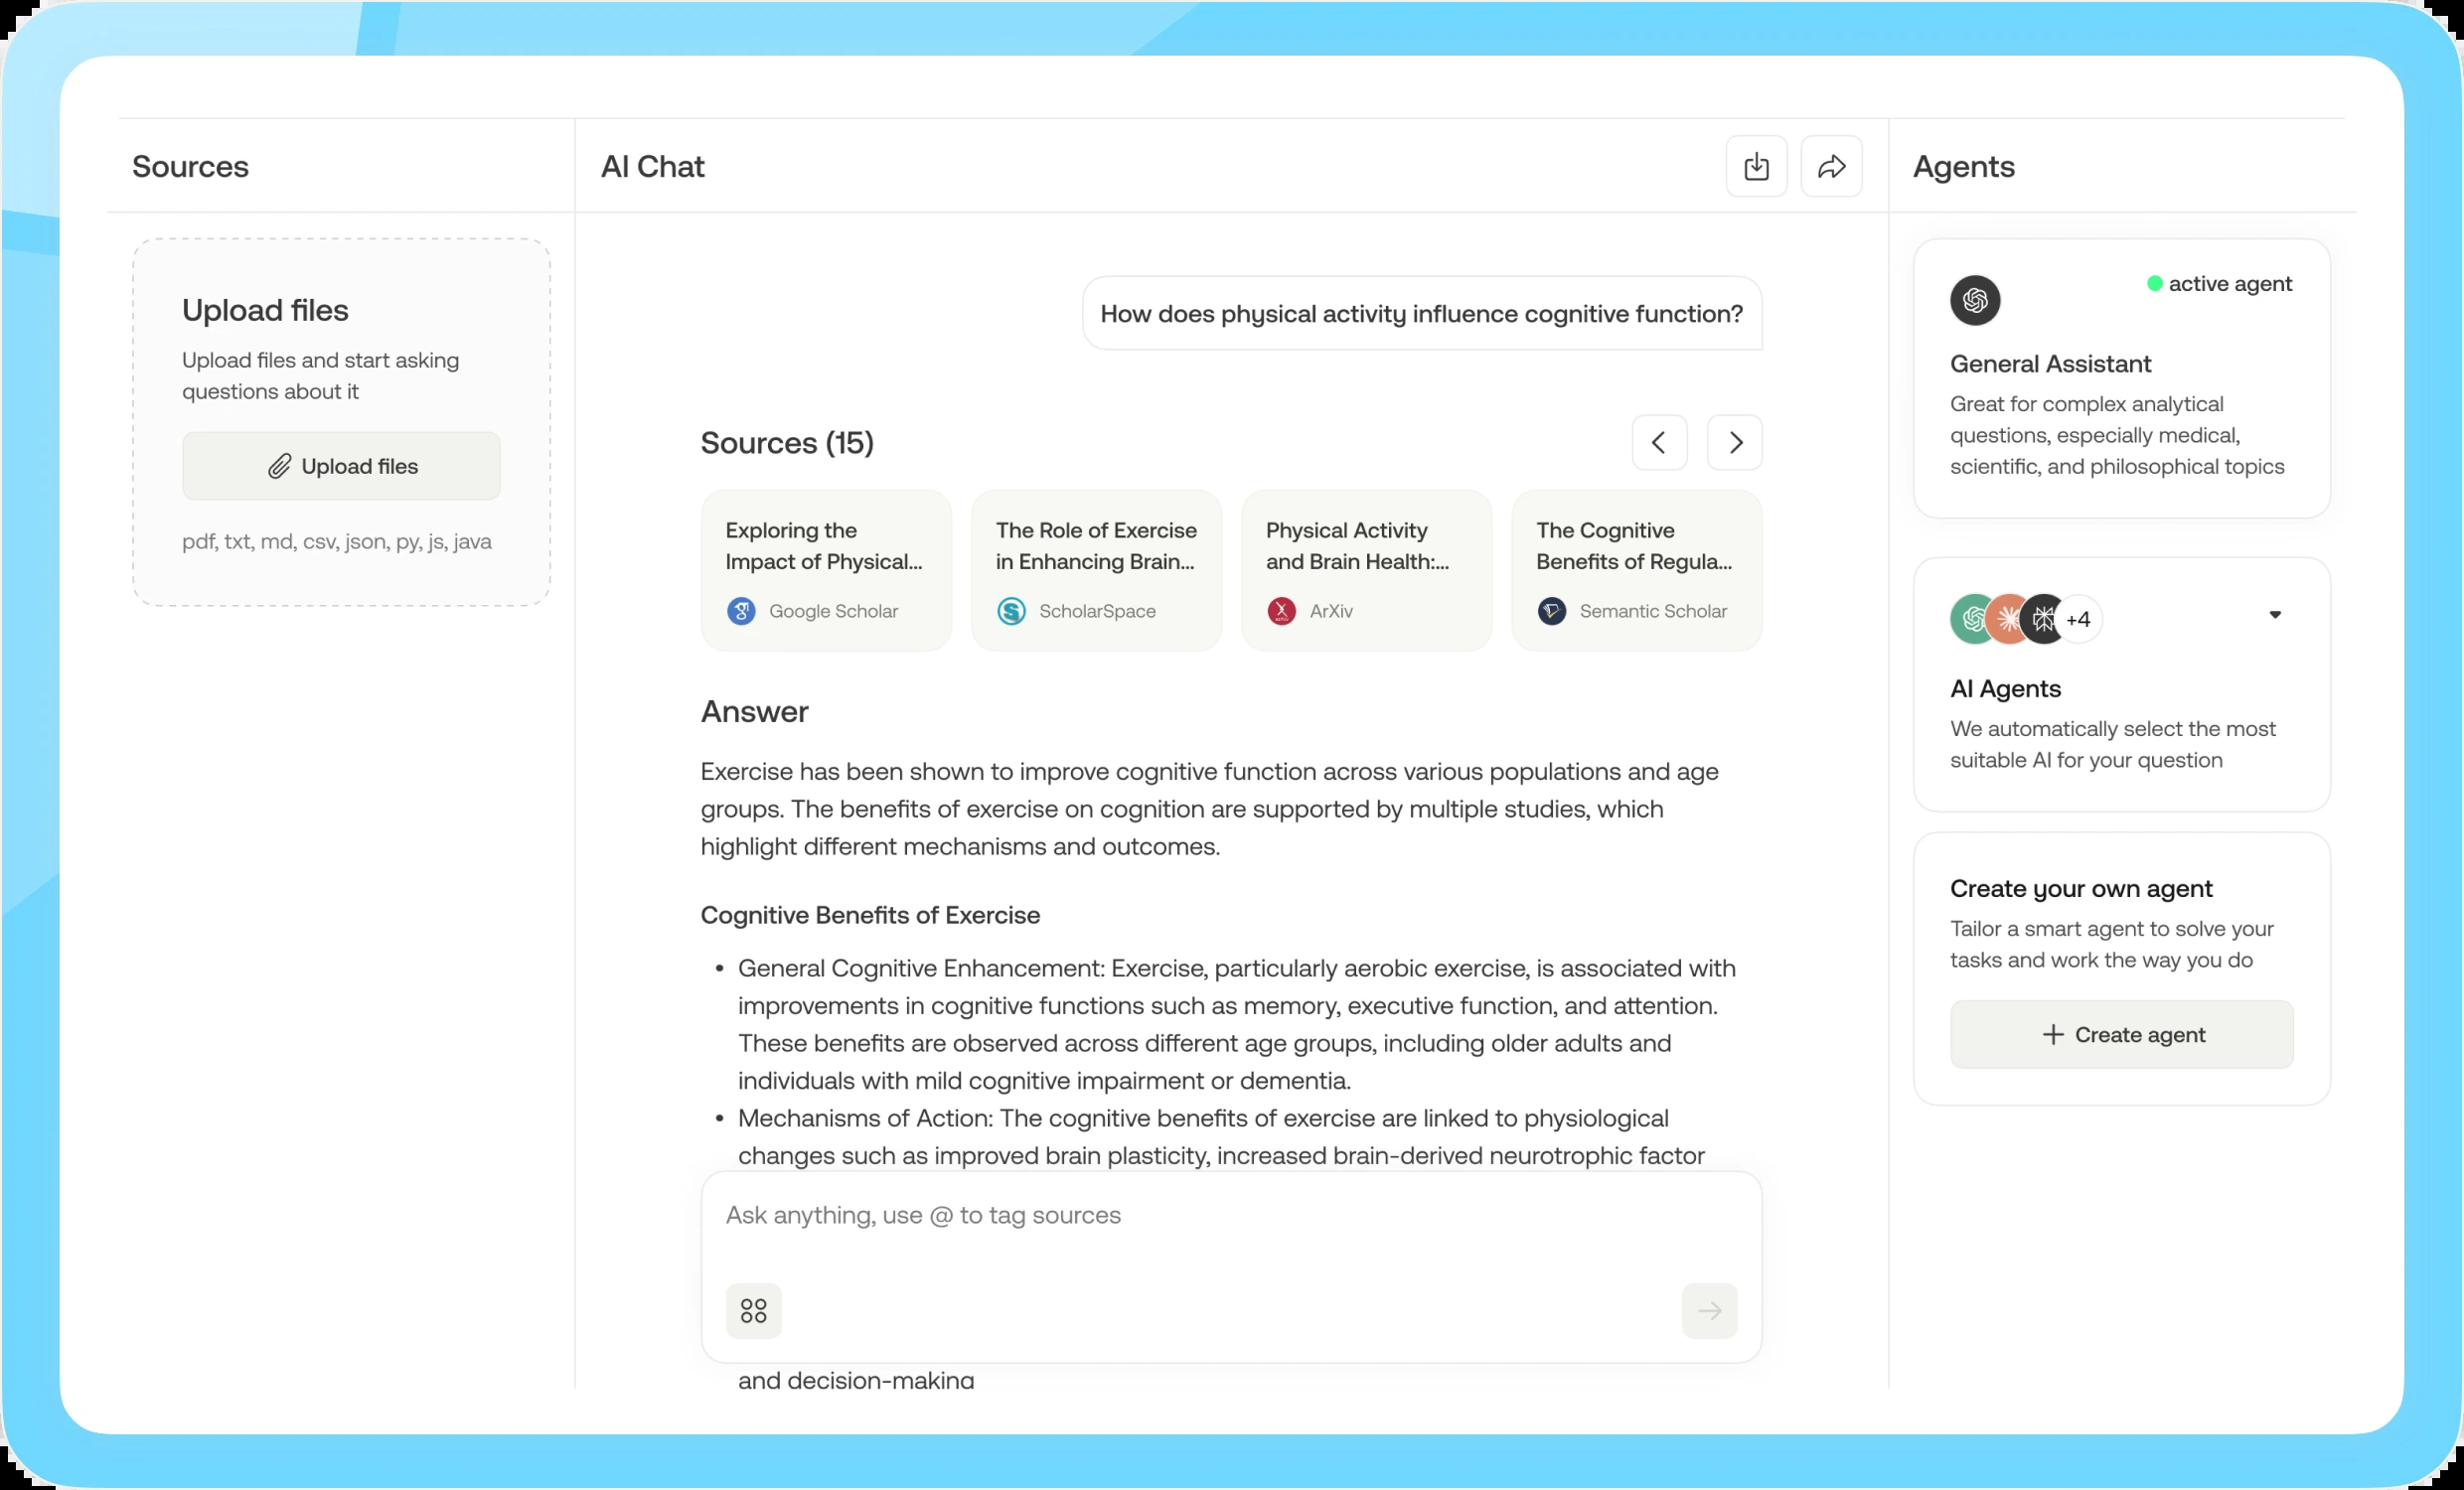 Sources
Upload files
Upload files and start asking
questions about it
Upload files
pdf, txt, md, csv, json, py, js, java
AI Chat
How does physical activity influence cognitive function?
Sources (15)
Exploring the
Impact of Physical...
Google Scholar
The Role of Exercise
in Enhancing Brain...
ScholarSpace
Physical Activity
and Brain Health:...
ArXiv
The Cognitive
Benefits of Regula...
Semantic Scholar
Answer
Exercise has been shown to improve cognitive function across various populations and age
groups. The benefits of exercise on cognition are supported by multiple studies, which
highlight different mechanisms and outcomes.
Cognitive Benefits of Exercise
• General Cognitive Enhancement: Exercise, particularly aerobic exercise, is associated with
improvements in cognitive functions such as memory, executive function, and attention.
These benefits are observed across different age groups, including older adults and
individuals with mild cognitive impairment or dementia.
• Mechanisms of Action: The cognitive benefits of exercise are linked to physiological
changes such as improved brain plasticity, increased brain-derived neurotrophic factor
Ask anything, use @ to tag sources
and decision-making
Agents
active agent
General Assistant
Great for complex analytical
questions, especially medical,
scientific, and philosophical topics
+4
AI Agents
We automatically select the most
suitable AI for your question
Create your own agent
Tailor a smart agent to solve your
tasks and work the way you do
+ Create agent